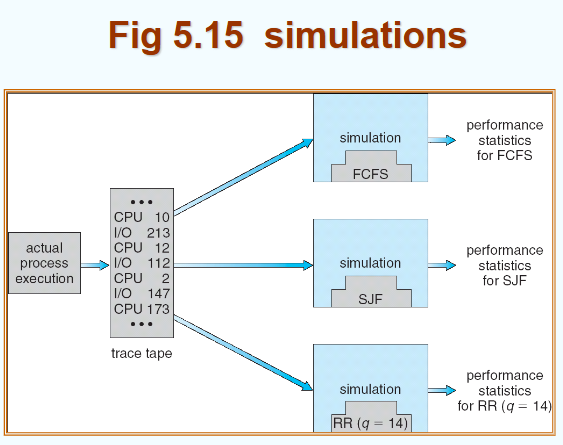 Fig 5.15 simulations
actual
process
execution
• • •
CPU 10
I/O 213
CPU 12
I/O 112
CPU 2
I/O 147
CPU 173
• • •
trace tape
simulation
FCFS
performance
statistics
for FCFS
simulation
SJF
performance
statistics
for SJF
simulation
RR (q = 14)
performance
statistics
for RR (q = 14)